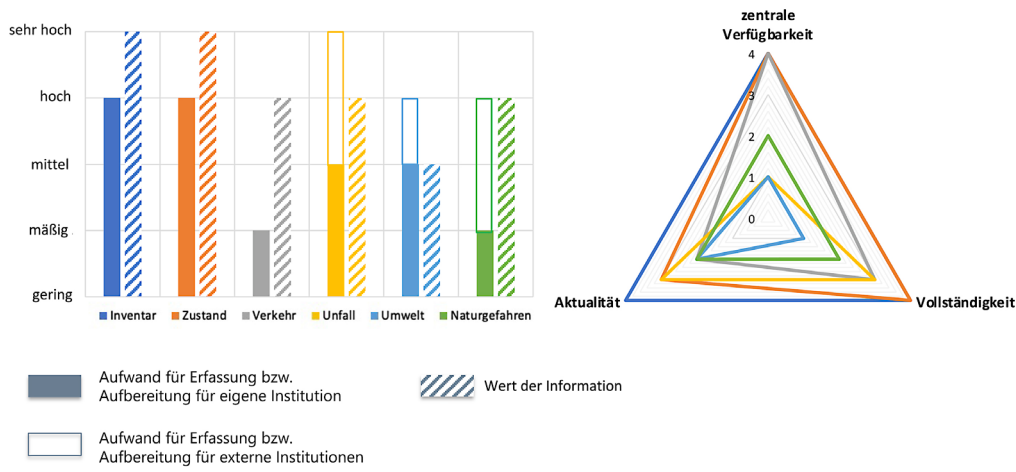 sehr hoch
hoch
mittel
mäßig
gering
Inventar Zustand Verkehr Unfall Umwelt Naturgefahren
zentrale
Verfügbarkeit
4
3
2
1
0
Aktualität
Vollständigkeit
Aufwand für Erfassung bzw.
Aufbereitung für eigene Institution
Wert der Information
Aufwand für Erfassung bzw.
Aufbereitung für externe Institutionen